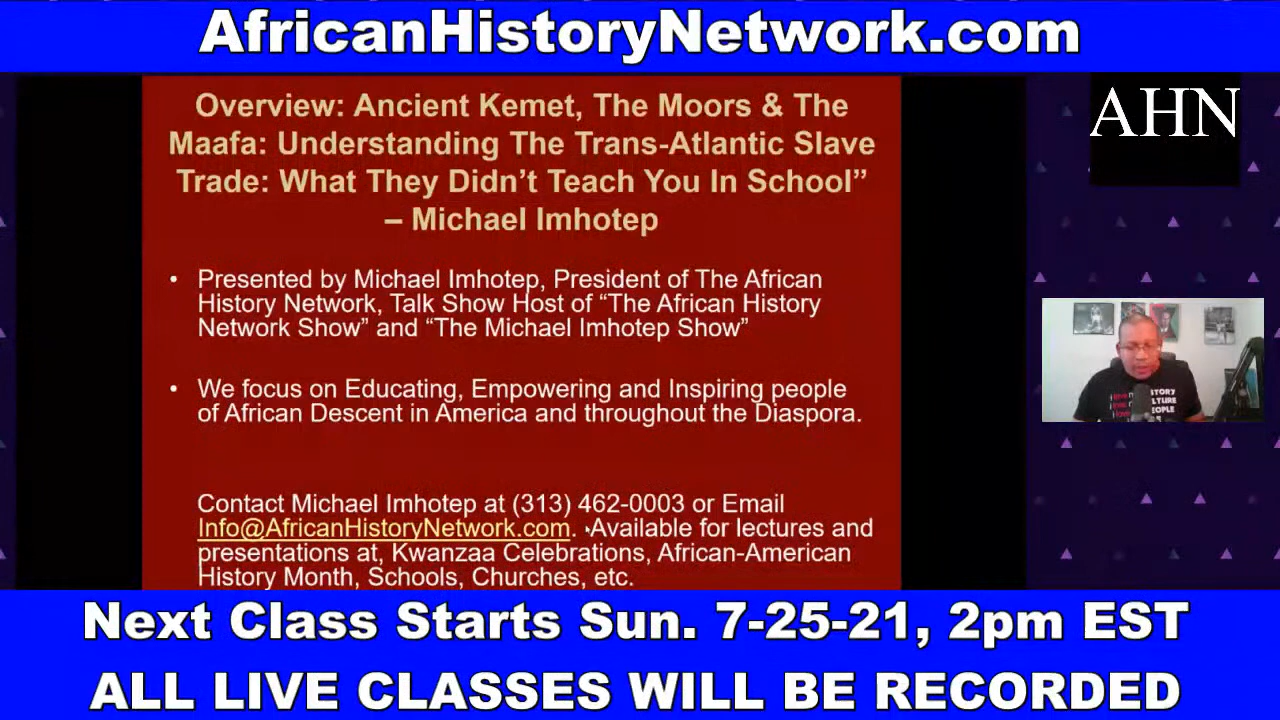 AfricanHistoryNetwork.com
AHN
Overview: Ancient Kemet, The Moors & The
Maafa: Understanding The Trans-Atlantic Slave
Trade: What They Didn’t Teach You In School”
– Michael Imhotep
• Presented by Michael Imhotep, President of The African
History Network, Talk Show Host of “The African History
Network Show” and “The Michael Imhotep Show”
• We focus on Educating, Empowering and Inspiring people
of African Descent in America and throughout the Diaspora.
Contact Michael Imhotep at (313) 462-0003 or Email
Info@AfricanHistoryNetwork.com. Available for lectures and
presentations at, Kwanzaa Celebrations, African-American
History Month, Schools, Churches, etc.
Next Class Starts Sun. 7-25-21, 2pm EST
ALL LIVE CLASSES WILL BE RECORDED